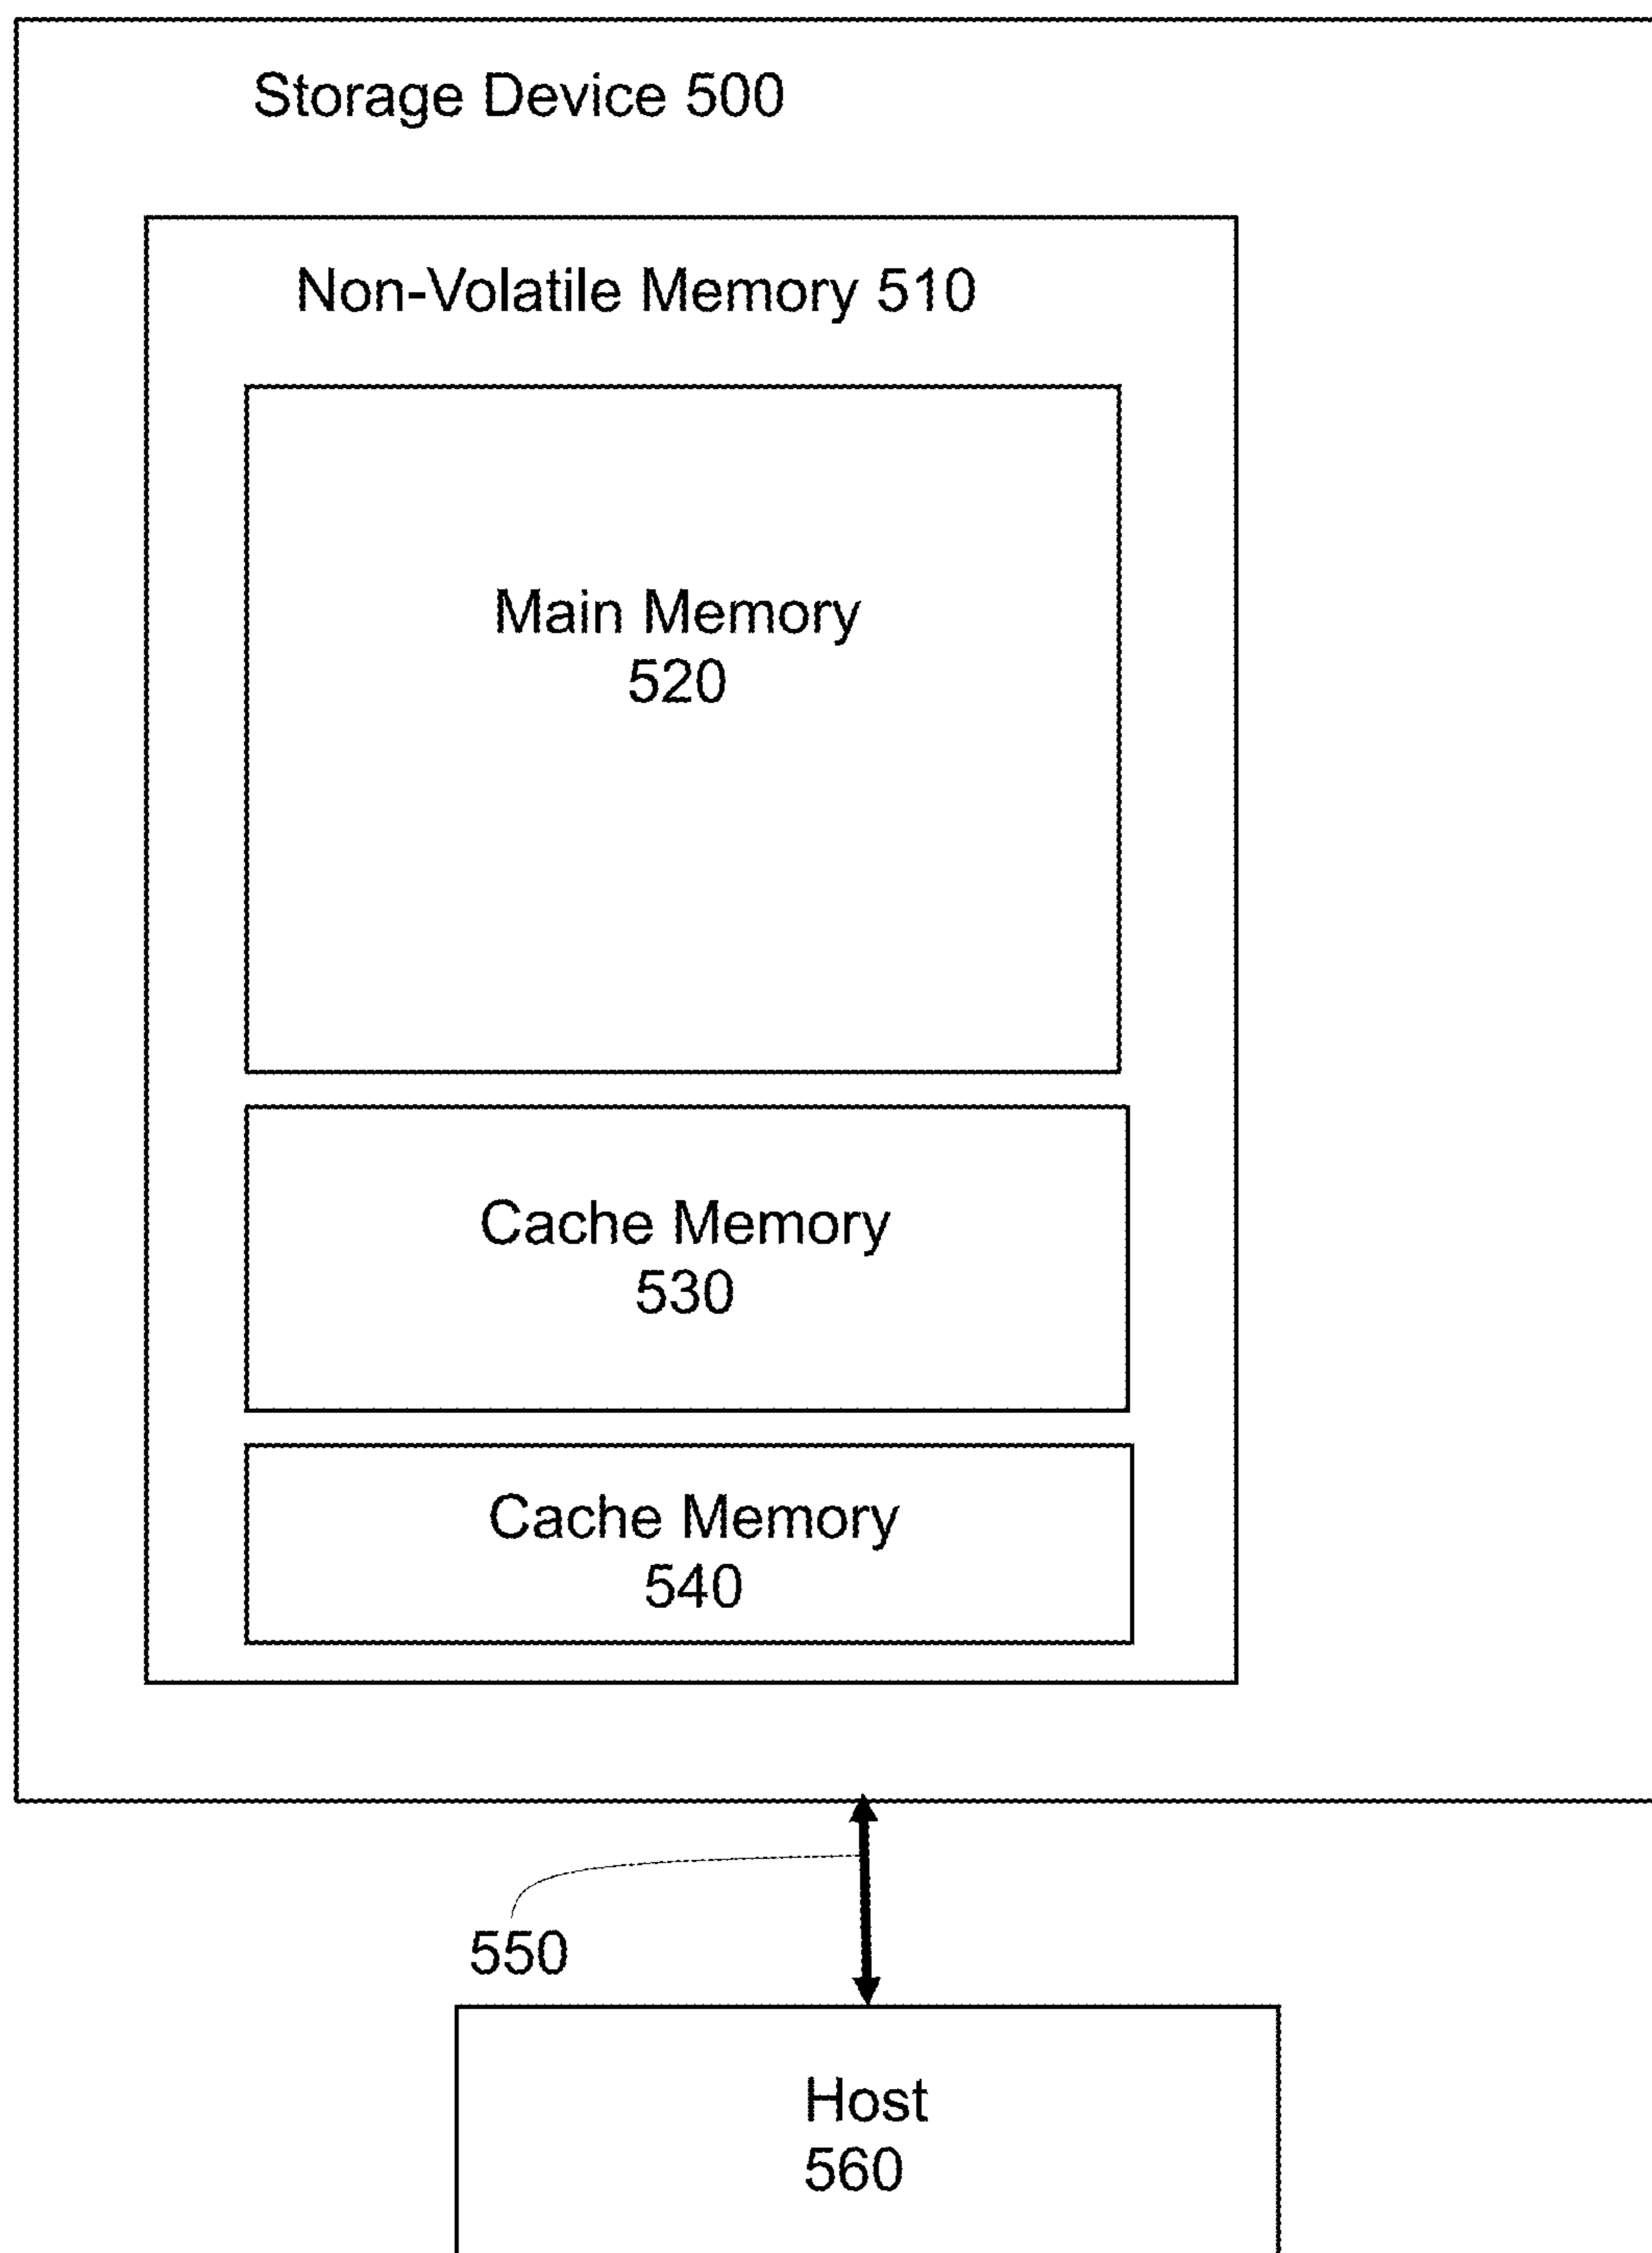 Storage Device 500
Non-Volatile Memory 510
Main Memory
520
Cache Memory
530
Cache Memory
540
550
Host
560